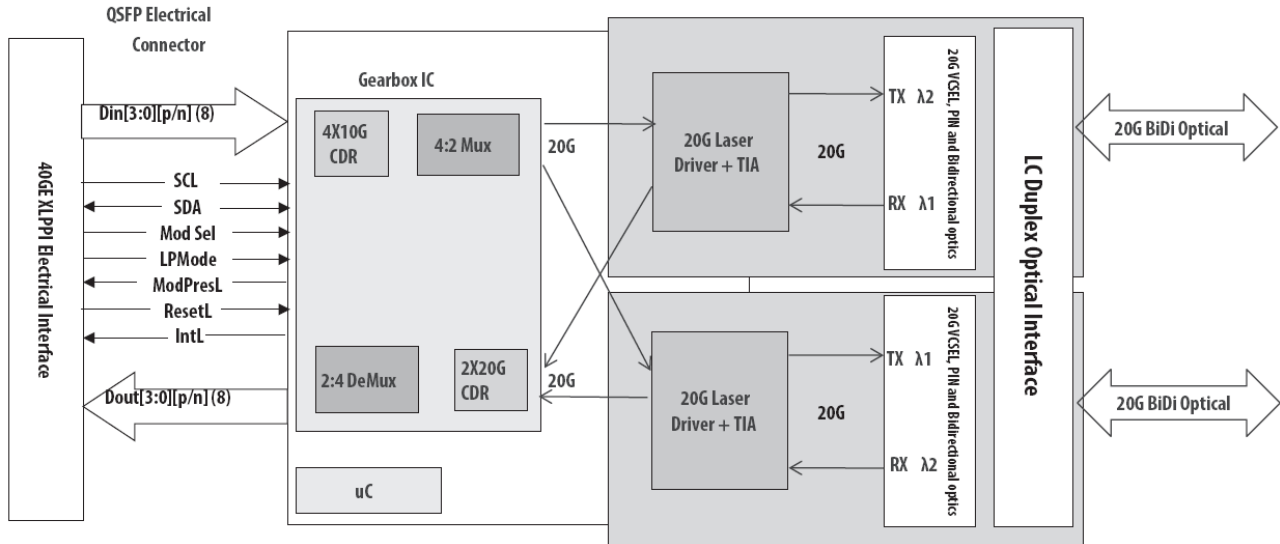 QSFP Electrical
Connector
40GE XLPPI Electrical Interface
Din[3:0][p/n] (8)
SCL
SDA
Mod Sel
LPMode
ModPresL
ResetL
IntL
Dout[3:0][p/n] (8)
Gearbox IC
4X10G
CDR
4:2 Mux
2:4 DeMux
2X20G
CDR
uC
20G
20G
20G Laser
Driver + TIA
20G
TX λ2
RX λ1
20G VCSEL, PIN and Bidirectional optics
20G Laser
Driver + TIA
20G
TX λ1
RX λ2
20G VCSEL, PIN and Bidirectional optics
LC Duplex Optical Interface
20G BiDi Optical
20G BiDi Optical